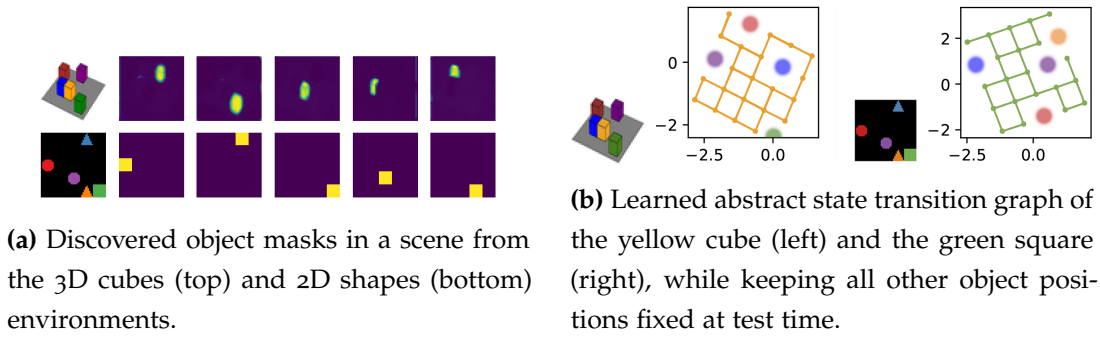 0
−2
−2.5
0.0
2
0
−2
−2.5
0.0
(a) Discovered object masks in a scene from
the 3D cubes (top) and 2D shapes (bottom)
environments.
(b) Learned abstract state transition graph of
the yellow cube (left) and the green square
(right), while keeping all other object posi-
tions fixed at test time.